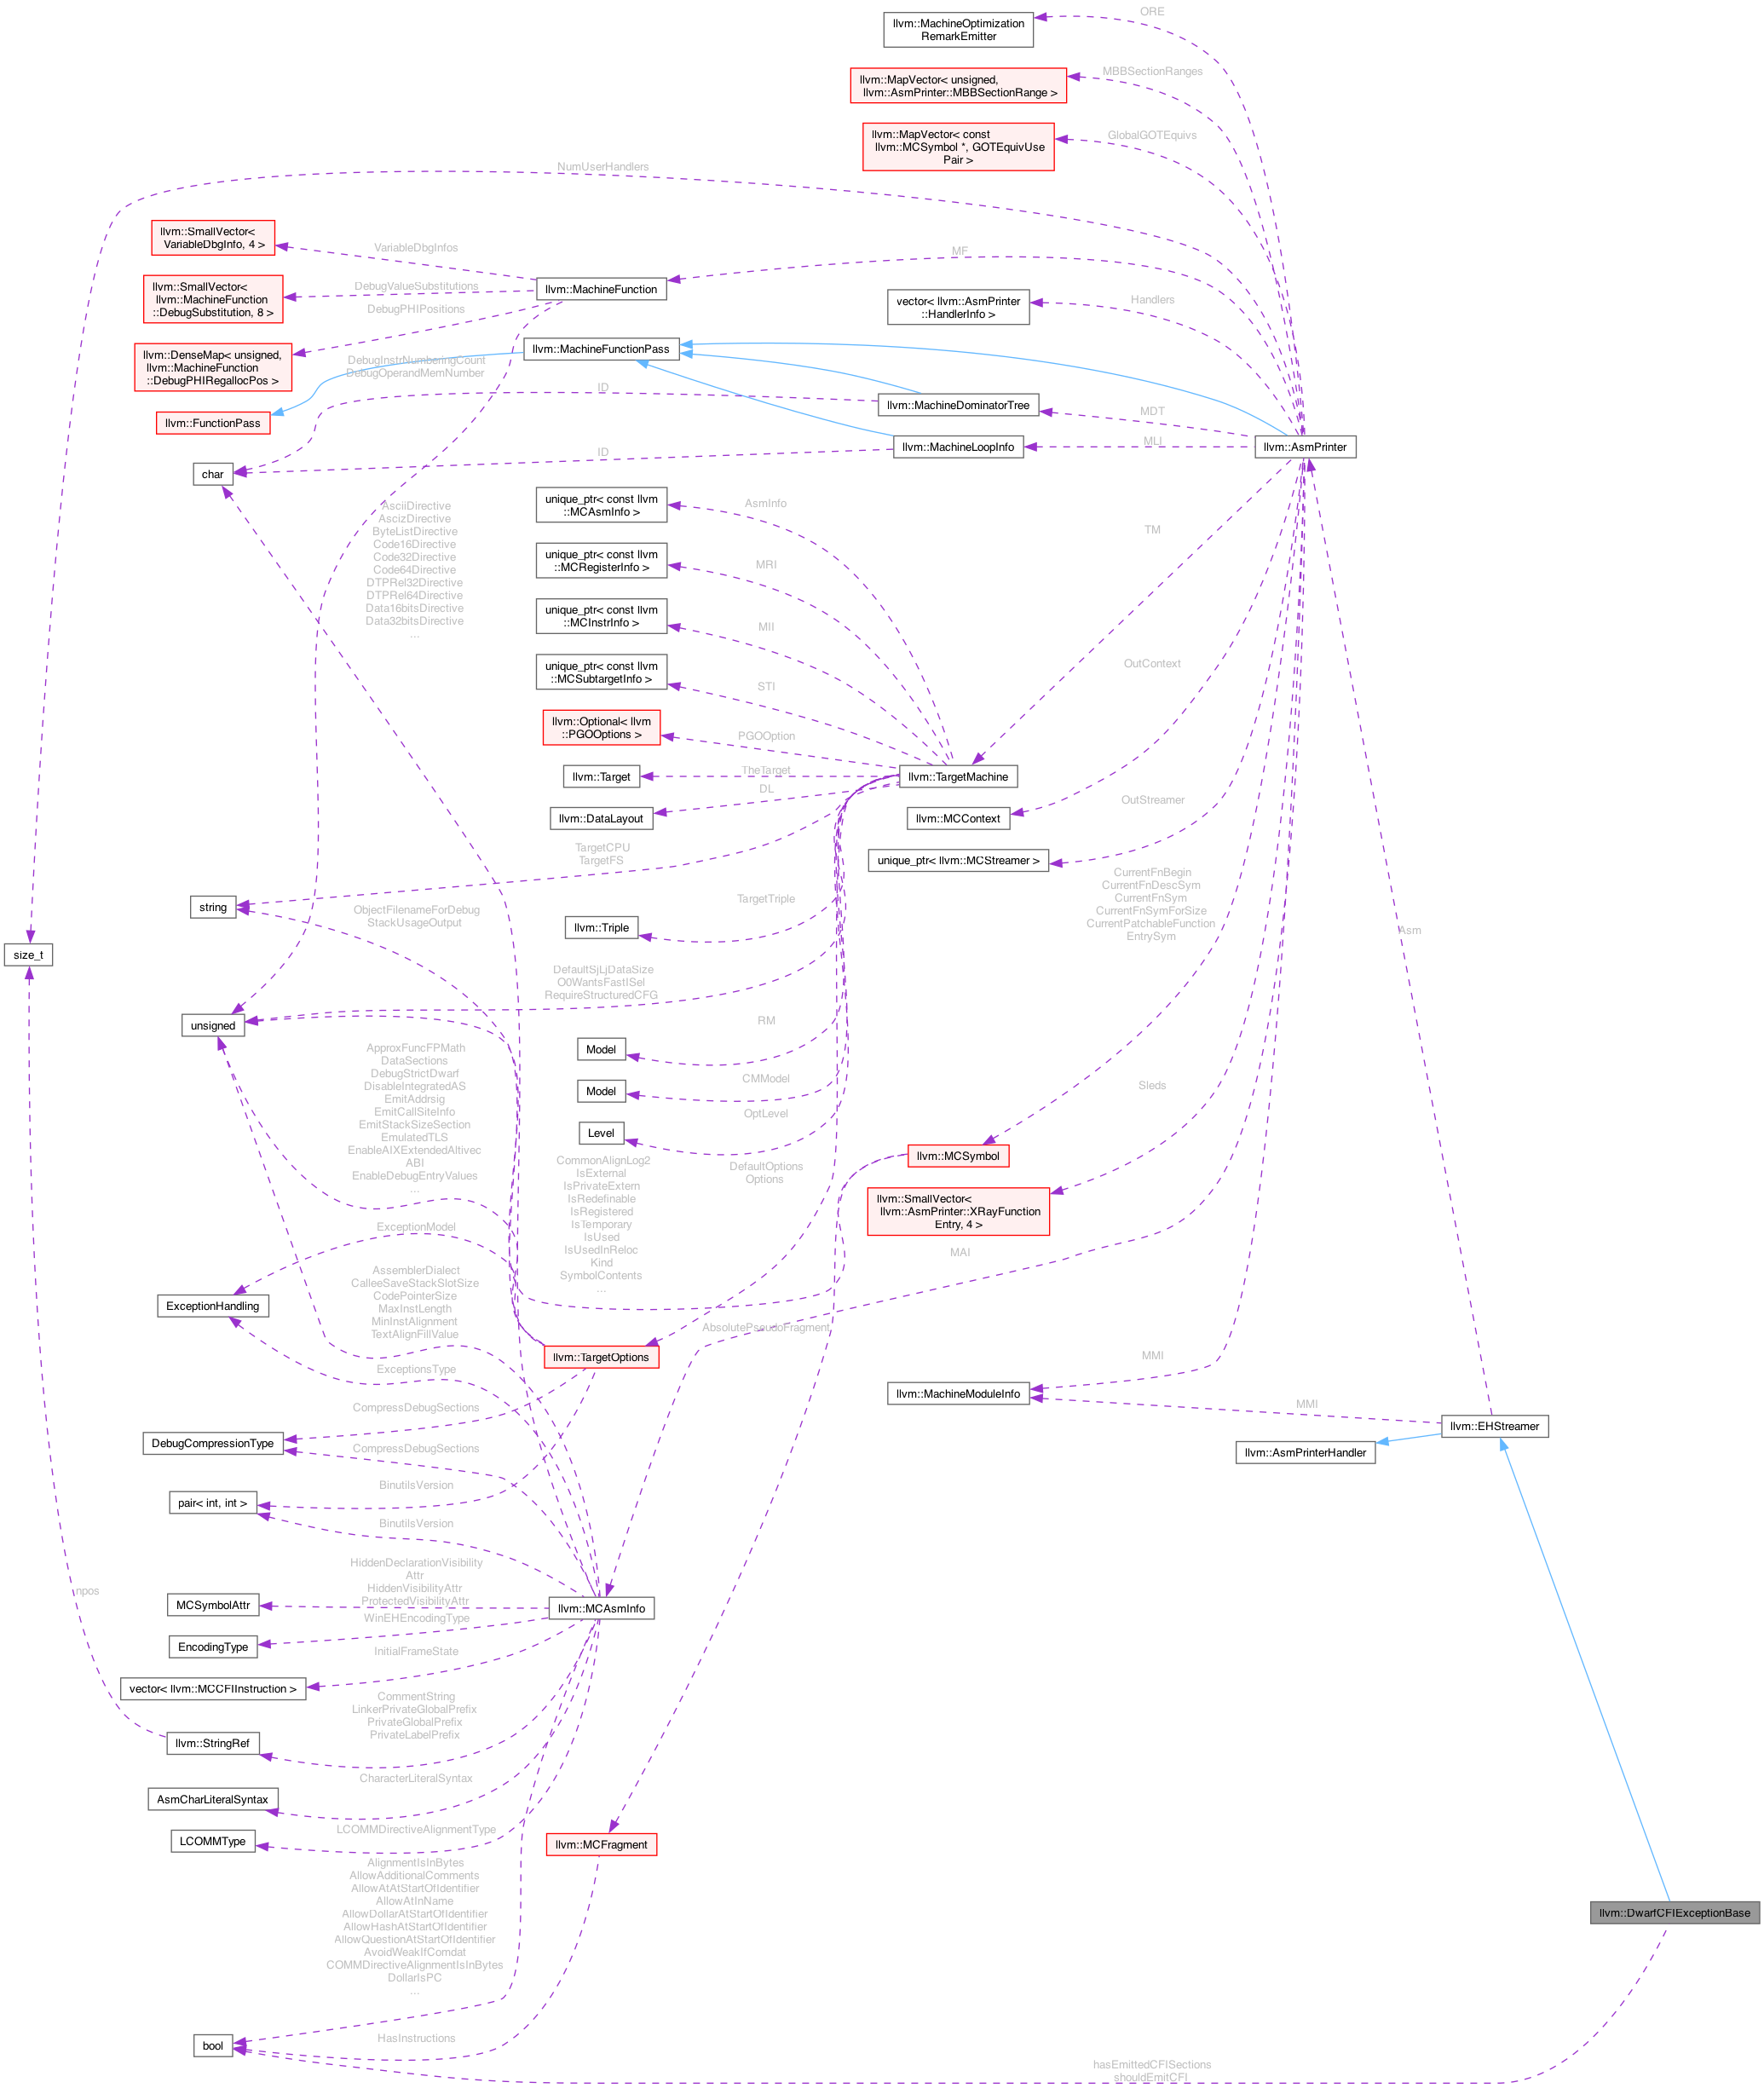 ORE
llvm::MachineOptimization
RemarkEmitter
MBBSectionRanges
llvm::MapVector< unsigned,
llvm::AsmPrinter::MBBSectionRange >
GlobalGOTEquivs
llvm::MapVector< const
llvm::MCSymbol *, GOTEquivUse
Pair >
NumUserHandlers
llvm::SmallVector<
VariableDbgInfo, 4 >
VariableDbgInfos
MF
llvm::SmallVector<
llvm::MachineFunction
::DebugSubstitution, 8 >
DebugValueSubstitutions
llvm::MachineFunction
vector< llvm::AsmPrinter
::HandlerInfo >
Handlers
DebugPHIPositions
llvm::DenseMap< unsigned,
llvm::MachineFunction
::DebugPHIRegallocPos >
DebugInstrNumberingCount
DebugOperandMemNumber
llvm::MachineFunctionPass
ID
llvm::MachineDominatorTree
MDT
llvm::FunctionPass
llvm::MachineLoopInfo
MLI
llvm::AsmPrinter
ID
char
AsciiDirective
AscizDirective
ByteListDirective
Code16Directive
Code32Directive
Code64Directive
DTPRel32Directive
DTPRel64Directive
Data16bitsDirective
Data32bitsDirective
...
unique_ptr< const llvm
::MCAsmInfo >
AsmInfo
TM
unique_ptr< const llvm
::MCRegisterInfo >
MRI
unique_ptr< const llvm
::MCInstrInfo >
MII
unique_ptr< const llvm
::MCSubtargetInfo >
STI
OutContext
llvm::Optional< llvm
::PGOOptions >
PGOOption
llvm::Target
TheTarget
llvm::TargetMachine
DL
llvm::DataLayout
llvm::MCContext
OutStreamer
TargetCPU
TargetFS
unique_ptr< llvm::MCStreamer >
string
ObjectFilenameForDebug
StackUsageOutput
TargetTriple
llvm::Triple
CurrentFnBegin
CurrentFnDescSym
CurrentFnSym
CurrentFnSymForSize
CurrentPatchableFunction
EntrySym
Asm
size_t
DefaultSjLjDataSize
O0WantsFastISel
RequireStructuredCFG
unsigned
RM
Model
ApproxFuncFPMath
DataSections
DebugStrictDwarf
DisableIntegratedAS
EmitAddrsig
EmitCallSiteInfo
EmitStackSizeSection
EmulatedTLS
EnableAIXExtendedAltivec
ABI
EnableDebugEntryValues
...
CMModel
Model
Sleds
OptLevel
Level
llvm::MCSymbol
CommonAlignLog2
IsExternal
IsPrivateExtern
IsRedefinable
IsRegistered
IsTemporary
IsUsed
IsUsedInReloc
Kind
SymbolContents
...
DefaultOptions
Options
llvm::SmallVector<
llvm::AsmPrinter::XRayFunction
Entry, 4 >
ExceptionModel
MAI
ExceptionHandling
AssemblerDialect
CalleeSaveStackSlotSize
CodePointerSize
MaxInstLength
MinInstAlignment
TextAlignFillValue
AbsolutePseudoFragment
llvm::TargetOptions
MMI
ExceptionsType
llvm::MachineModuleInfo
MMI
CompressDebugSections
llvm::EHStreamer
DebugCompressionType
CompressDebugSections
llvm::AsmPrinterHandler
BinutilsVersion
pair< int, int >
BinutilsVersion
HiddenDeclarationVisibility
Attr
HiddenVisibilityAttr
ProtectedVisibilityAttr
npos
MCSymbolAttr
llvm::MCAsmInfo
WinEHEncodingType
EncodingType
InitialFrameState
vector< llvm::MCCFIInstruction >
CommentString
LinkerPrivateGlobalPrefix
PrivateGlobalPrefix
PrivateLabelPrefix
llvm::StringRef
CharacterLiteralSyntax
AsmCharLiteralSyntax
LCOMMDirectiveAlignmentType
LCOMMType
llvm::MCFragment
AlignmentIsInBytes
AllowAdditionalComments
AllowAtAtStartOfIdentifier
AllowAtInName
AllowDollarAtStartOfIdentifier
AllowHashAtStartOfIdentifier
AllowQuestionAtStartOfIdentifier
AvoidWeakIfComdat
COMMDirectiveAlignmentIsInBytes
DollarIsPC
...
llvm::DwarfCFIExceptionBase
HasInstructions
bool
hasEmittedCFISections
shouldEmitCFI